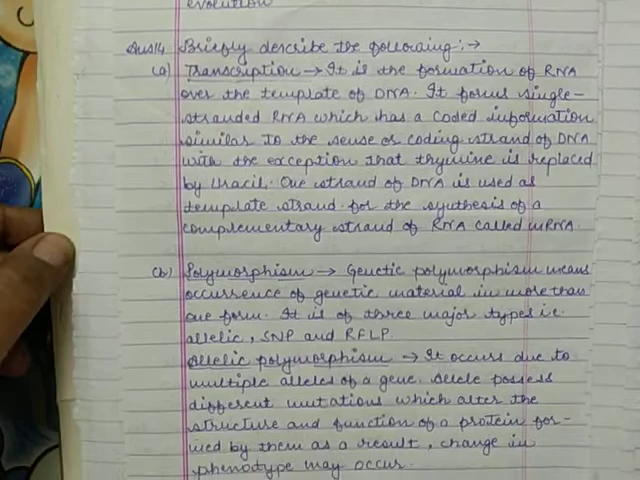 evolution
Ans14. Briefly describe the following :→
(a) Transcription → It is the formation of RNA
over the template of DNA. It forms single-
stranded RNA which has a coded information
similar to the sense or coding strand of DNA
with the exception that thymine is replaced
by Uracil. One strand of DNA is used as
template strand for the synthesis of a
complementary strand of RNA called mRNA.
(b) Polymorphism → Genetic polymorphism means
occurrence of genetic material in more than
one form. It is of three major types i.e.
allelic, SNP and RFLP.
Allelic polymorphism → It occurs due to
multiple alleles of a gene. Allele possess
different mutations which alter the
structure and function of a protein for-
med by them as a result, change in
phenotype may occur.